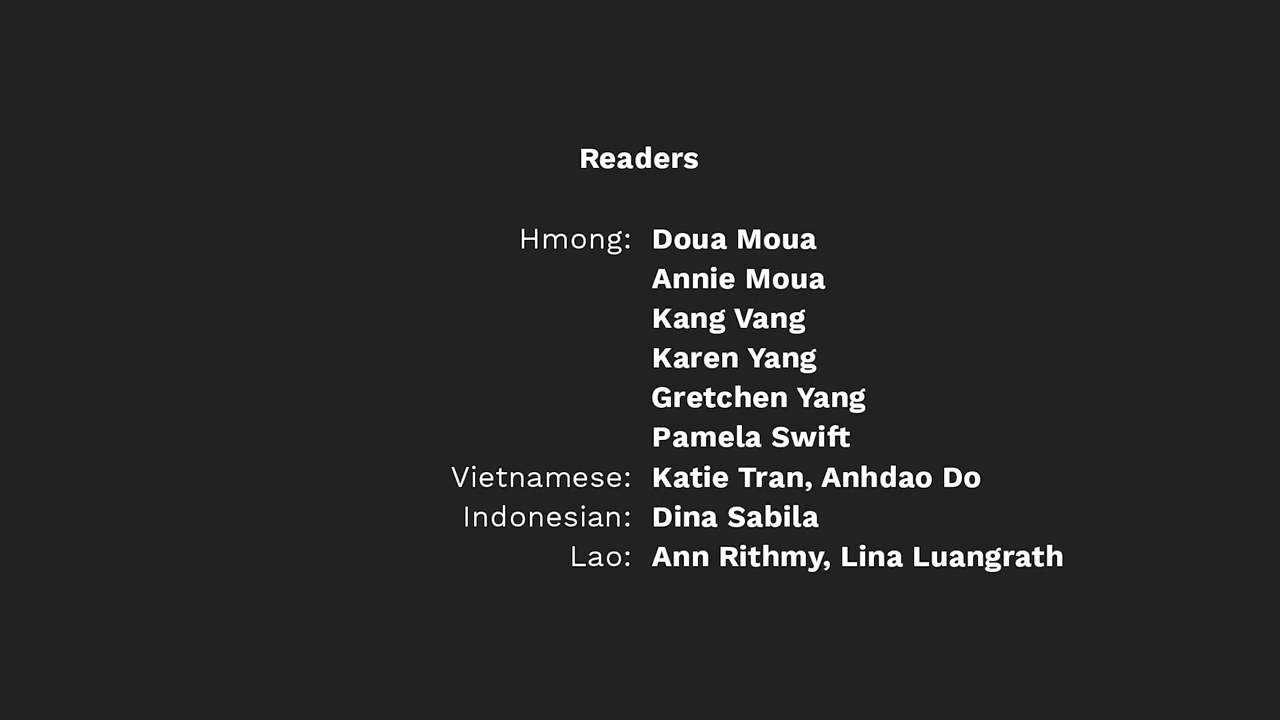 Readers
Hmong: Doua Moua
Annie Moua
Kang Vang
Karen Yang
Gretchen Yang
Pamela Swift
Vietnamese: Katie Tran, Anhdao Do
Indonesian: Dina Sabila
Lao: Ann Rithmy, Lina Luangrath